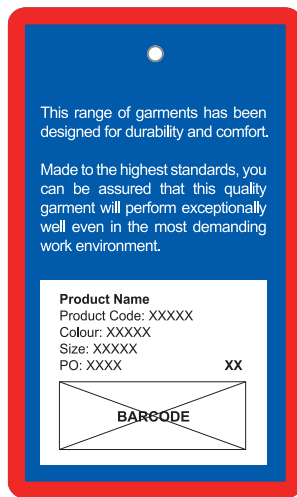 This range of garments has been
designed for durability and comfort.
Made to the highest standards, you
can be assured that this quality
garment will perform exceptionally
well even in the most demanding
work environment.
Product Name
Product Code: XXXXX
Colour: XXXXX
Size: XXXXX
PO: XXXX XX
BARCODE